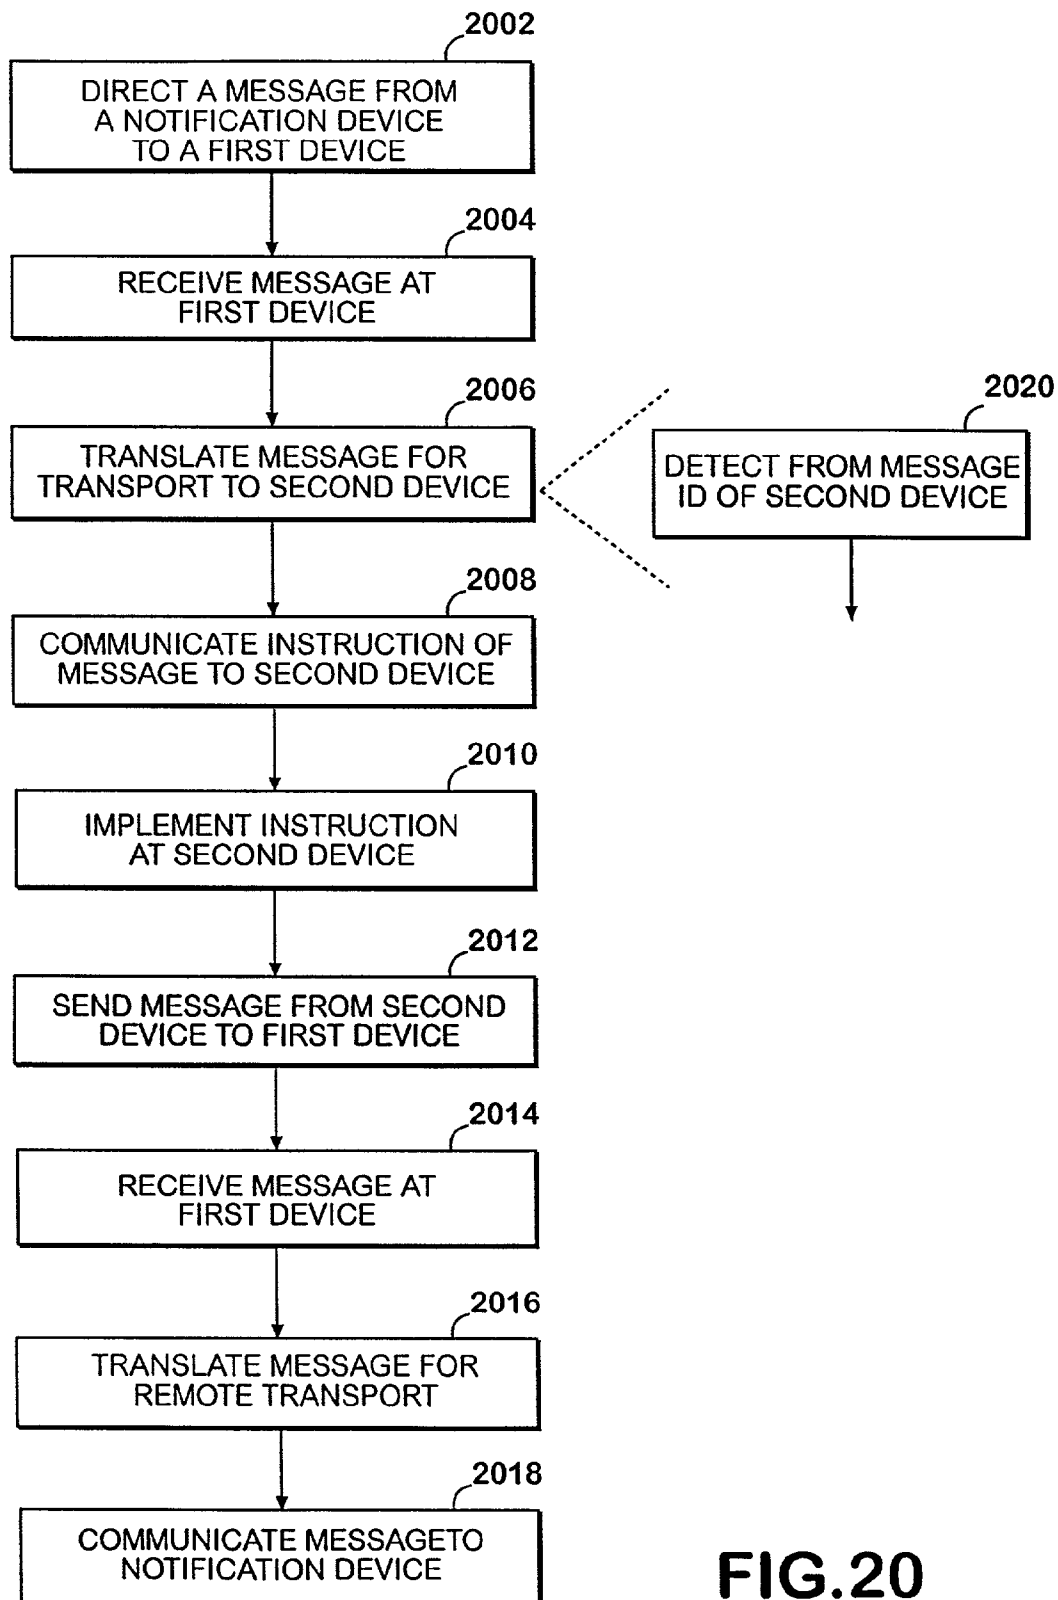 2002
DIRECT A MESSAGE FROM
A NOTIFICATION DEVICE
TO A FIRST DEVICE
2004
RECEIVE MESSAGE AT
FIRST DEVICE
2006
TRANSLATE MESSAGE FOR
TRANSPORT TO SECOND DEVICE
2020
DETECT FROM MESSAGE
ID OF SECOND DEVICE
2008
COMMUNICATE INSTRUCTION OF
MESSAGE TO SECOND DEVICE
2010
IMPLEMENT INSTRUCTION
AT SECOND DEVICE
2012
SEND MESSAGE FROM SECOND
DEVICE TO FIRST DEVICE
2014
RECEIVE MESSAGE AT
FIRST DEVICE
2016
TRANSLATE MESSAGE FOR
REMOTE TRANSPORT
2018
COMMUNICATE MESSAGETO
NOTIFICATION DEVICE
FIG.20